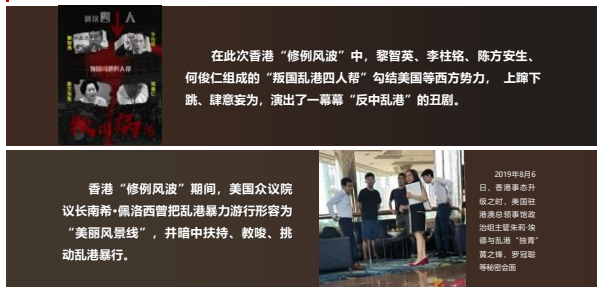 叛国四人帮
在此次香港“修例风波”中，黎智英、李柱铭、陈方安生、
何俊仁组成的“叛国乱港四人帮”勾结美国等西方势力， 上蹿下
跳、肆意妄为，演出了一幕幕“反中乱港”的丑剧。
香港“修例风波”期间，美国众议院
议长南希•佩洛西曾把乱港暴力游行形容为
“美丽风景线”，并暗中扶持、教唆、挑
动乱港暴行。
2019年8月6
日，香港事态升
级之时，美国驻
港澳总领事馆政
治组主管朱莉·埃
德与乱港“独青”
黄之锋、罗冠聪
等秘密会面